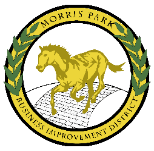 MORRIS PARK
BUSINESS IMPROVEMENT DISTRICT